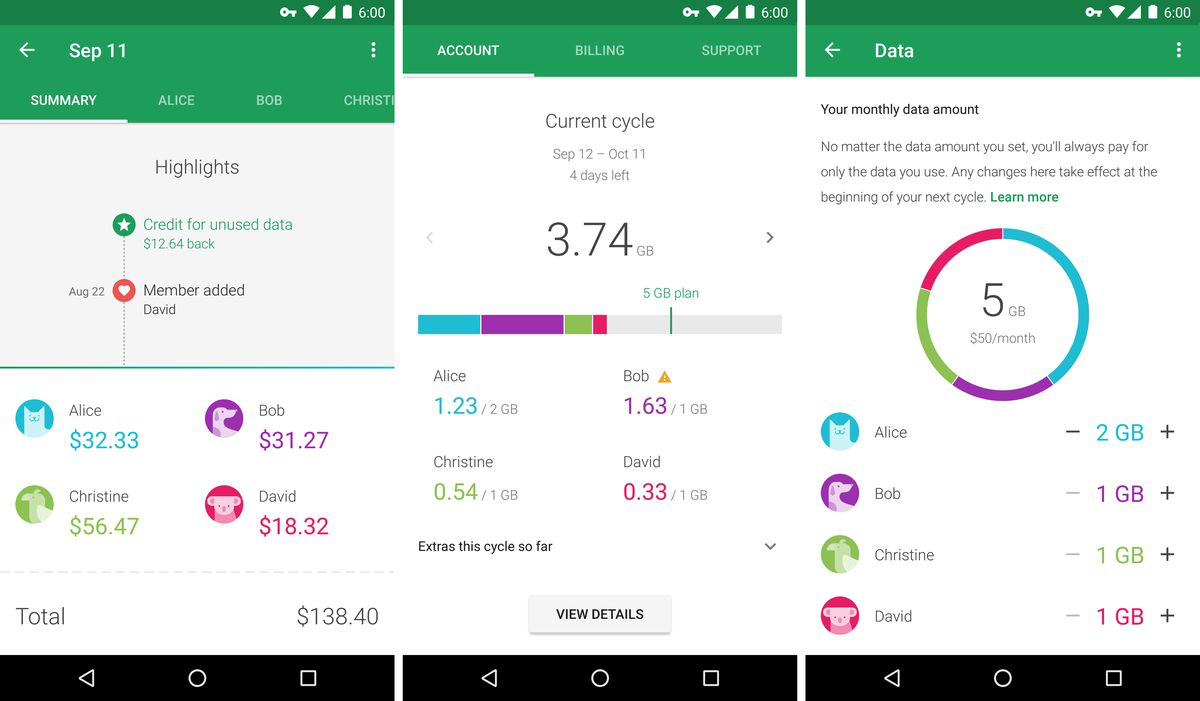 6:00
Sep 11
SUMMARY ALICE BOB CHRISTI
Highlights
Credit for unused data
$12.64 back
Aug 22 Member added
David
Alice
$32.33
Bob
$31.27
Christine
$56.47
David
$18.32
Total $138.40
6:00
ACCOUNT BILLING SUPPORT
Current cycle
Sep 12 – Oct 11
4 days left
3.74 GB
5 GB plan
Alice
1.23 / 2 GB
Bob
1.63 / 1 GB
Christine
0.54 / 1 GB
David
0.33 / 1 GB
Extras this cycle so far
VIEW DETAILS
6:00
Data
Your monthly data amount
No matter the data amount you set, you'll always pay for
only the data you use. Any changes here take effect at the
beginning of your next cycle. Learn more
5 GB
$50/month
Alice − 2 GB +
Bob − 1 GB +
Christine − 1 GB +
David − 1 GB +